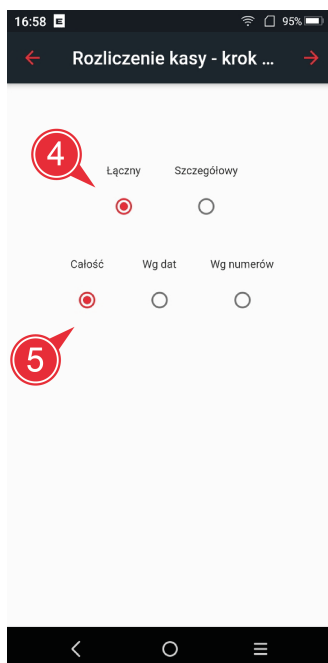 16:58 E 95%
Rozliczenie kasy - krok ...
4
Łączny Szczegółowy
Całość Wg dat Wg numerów
5